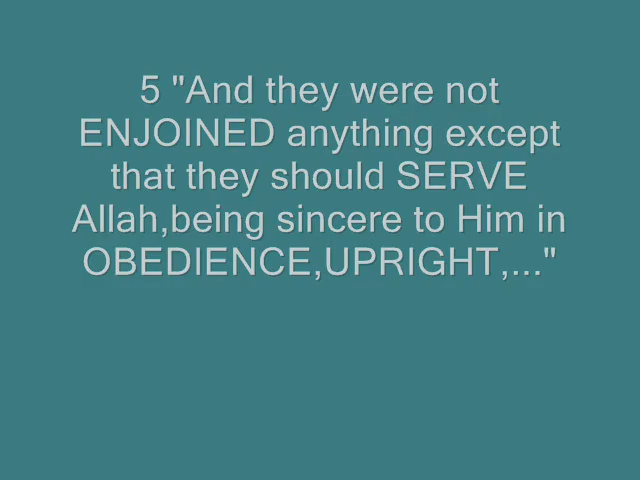 5 "And they were not
ENJOINED anything except
that they should SERVE
Allah,being sincere to Him in
OBEDIENCE,UPRIGHT,..."